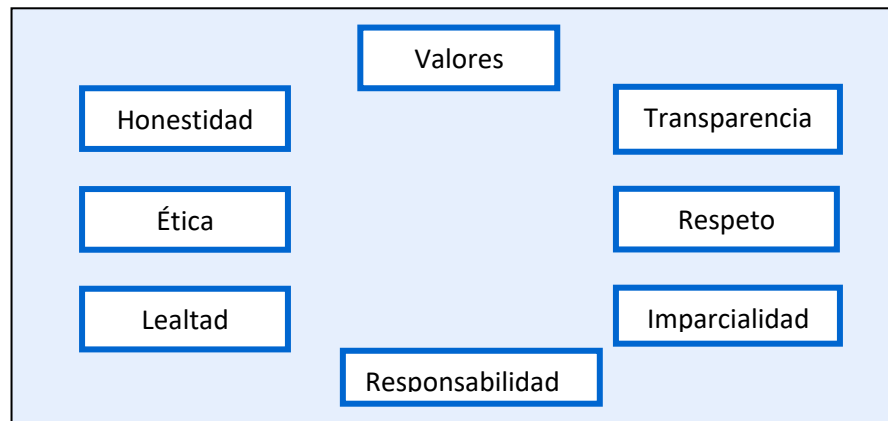 Valores
Honestidad
Transparencia
Ética
Respeto
Lealtad
Imparcialidad
Responsabilidad